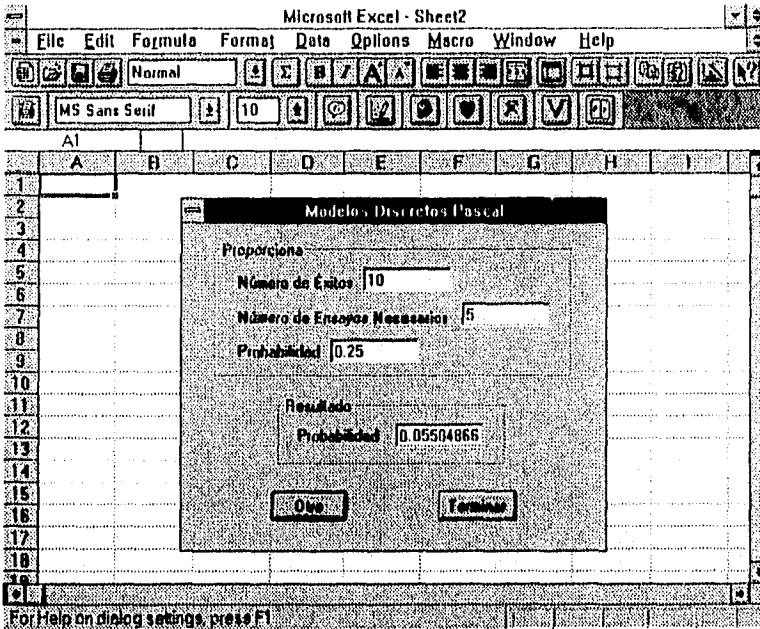 Microsoft Excel - Sheet2
File Edit Formula Format Data Options Macro Window Help
Normal
MS Sans Serif 10
A1
A B C D E F G H I
1
2
3
4
5
6
7
8
9
10
11
12
13
14
15
16
17
18
19
Modelos Discretos Pascal
Proporciona
Número de Éxitos 10
Número de Ensayos Necesarios 5
Probabilidad 0.25
Resultado
Probabilidad 0.05504866
Otro Terminar
For Help on dialog settings, press F1